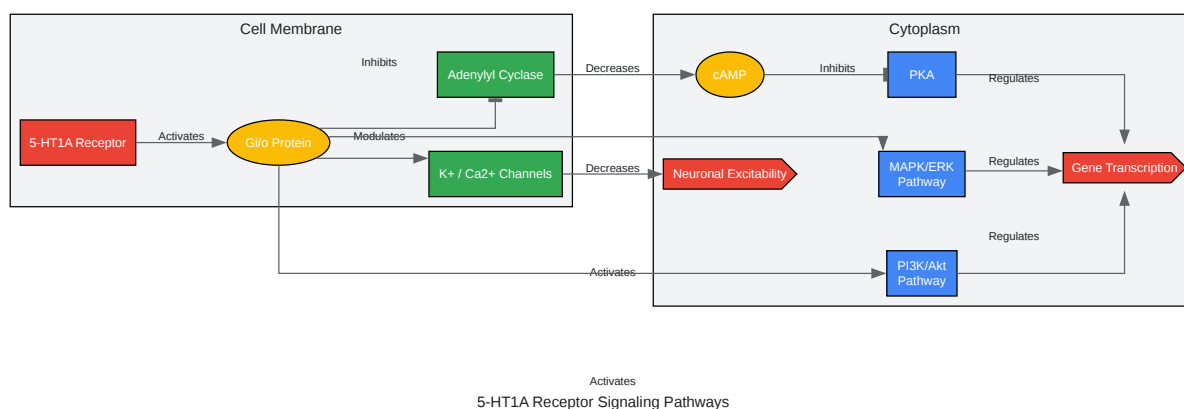 Cell Membrane
Cytoplasm
Inhibits
Adenylyl Cyclase
Decreases
cAMP
Inhibits
PKA
Regulates
5-HT1A Receptor
Activates
Gi/o Protein
Modulates
K+ / Ca2+ Channels
Decreases
Neuronal Excitability
MAPK/ERK
Pathway
Regulates
Gene Transcription
Regulates
Activates
PI3K/Akt
Pathway
Activates
5-HT1A Receptor Signaling Pathways